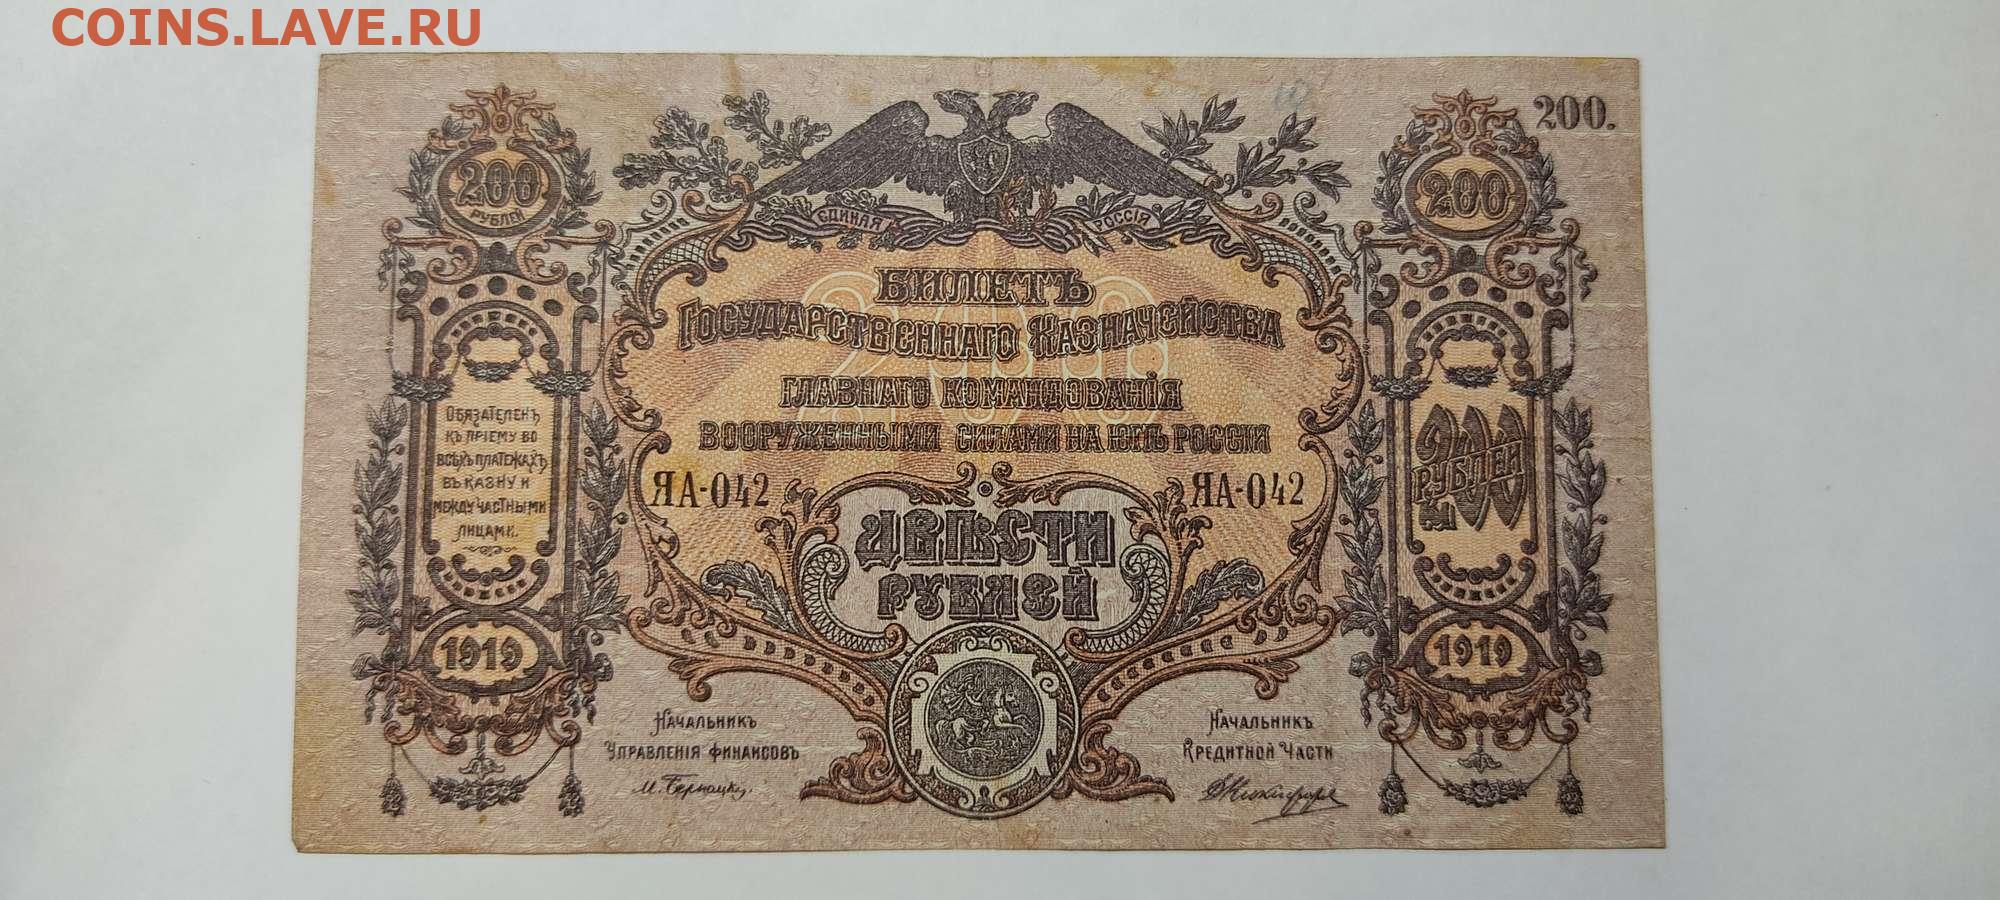 COINS.LAVE.RU
200.
200
РУБЛЕЙ
200
ЕДИНАЯ РОССІЯ
БИЛЕТЪ
ГОСУДАРСТВЕННАГО КАЗНАЧЕЙСТВА
ГЛАВНАГО КОМАНДОВАНІЯ
ВООРУЖЕННЫМИ СИЛАМИ НА ЮГѢ РОССІИ
ЯА-042 ЯА-042
ДВѢСТИ
РУБЛЕЙ
ОБЯЗАТЕЛЕНЪ
КЪ ПРІЕМУ ВО
ВСѢХЪ ПЛАТЕЖАХЪ
ВЪ КАЗНУ И
МЕЖДУ ЧАСТНЫМИ
ЛИЦАМИ.
200
РУБЛЕЙ
1919
1919
НАЧАЛЬНИКЪ
УПРАВЛЕНІЯ ФИНАНСОВЪ
М. Бернацкій.
НАЧАЛЬНИКЪ
КРЕДИТНОЙ ЧАСТИ